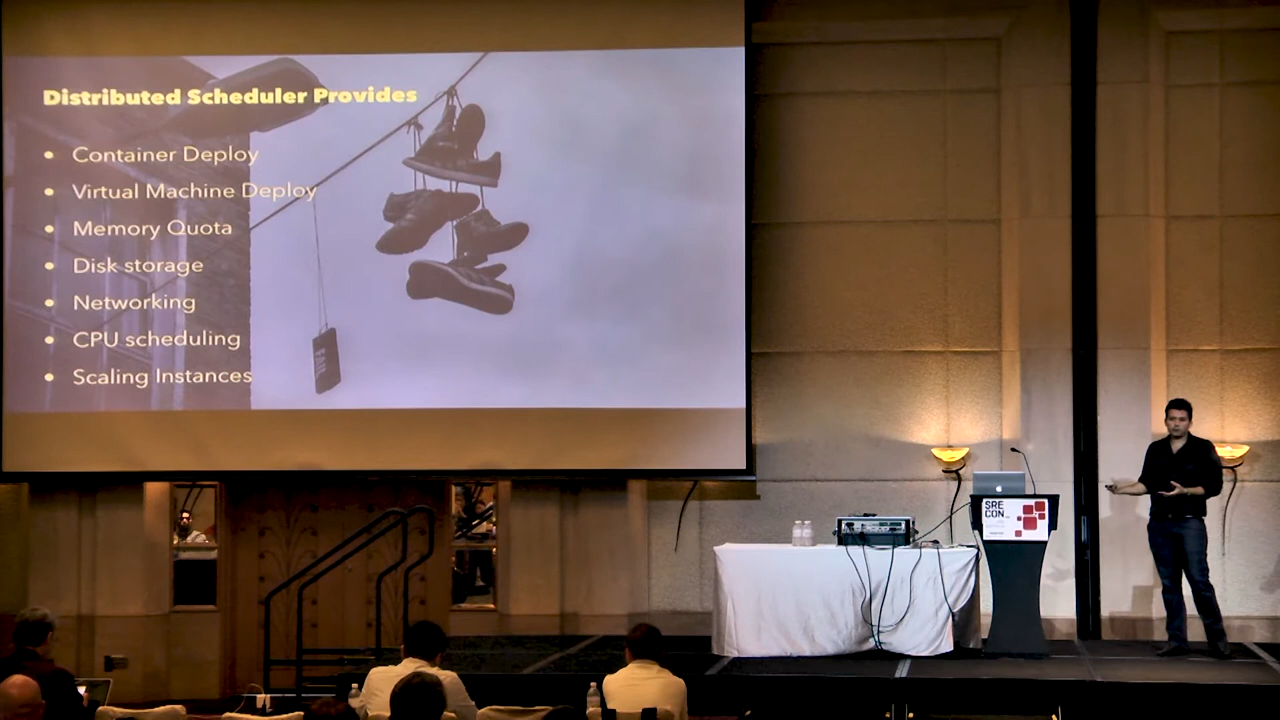 Distributed Scheduler Provides
• Container Deploy
• Virtual Machine Deploy
• Memory Quota
• Disk storage
• Networking
• CPU scheduling
• Scaling Instances
SRE
CON